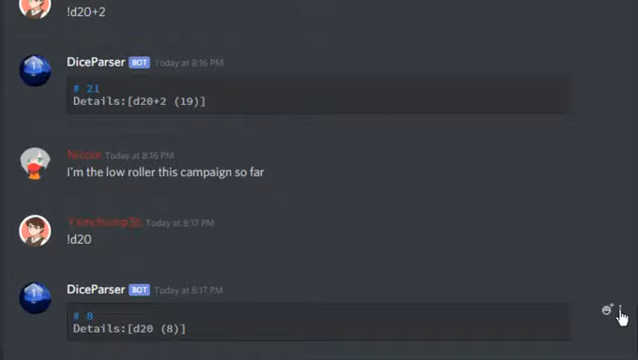 !d20+2
DiceParser BOT Today at 8:16 PM
# 21
Details:[d20+2 (19)]
Nicole Today at 8:16 PM
I'm the low roller this campaign so far
Today at 8:17 PM
!d20
DiceParser BOT Today at 8:17 PM
# 8
Details:[d20 (8)]